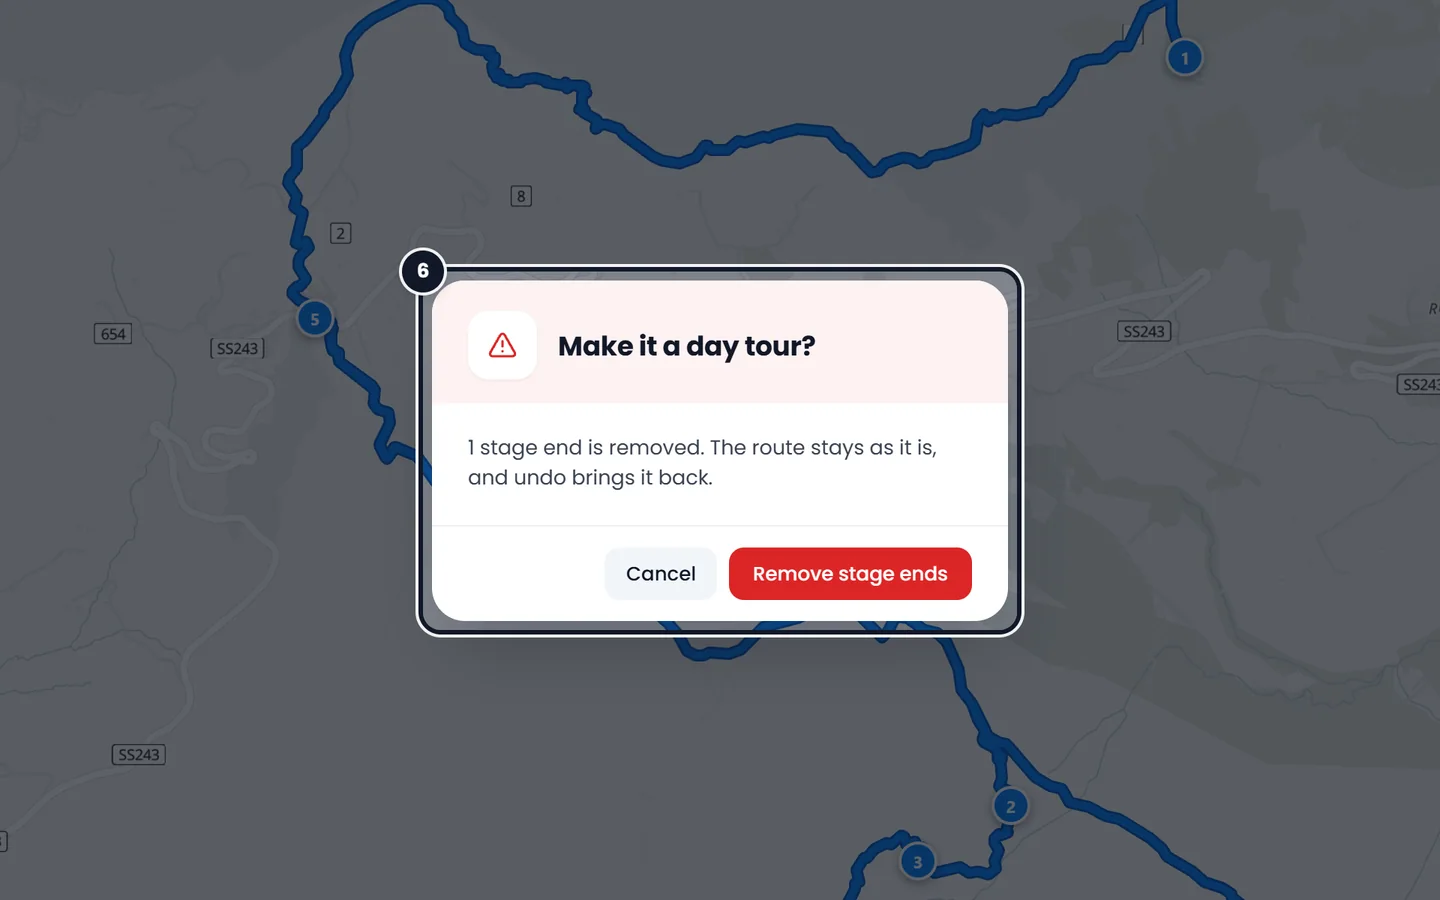 1
8
2
6
5
654
SS243
SS243
SS243
Make it a day tour?
1 stage end is removed. The route stays as it is,
and undo brings it back.
Cancel
Remove stage ends
SS243
2
3